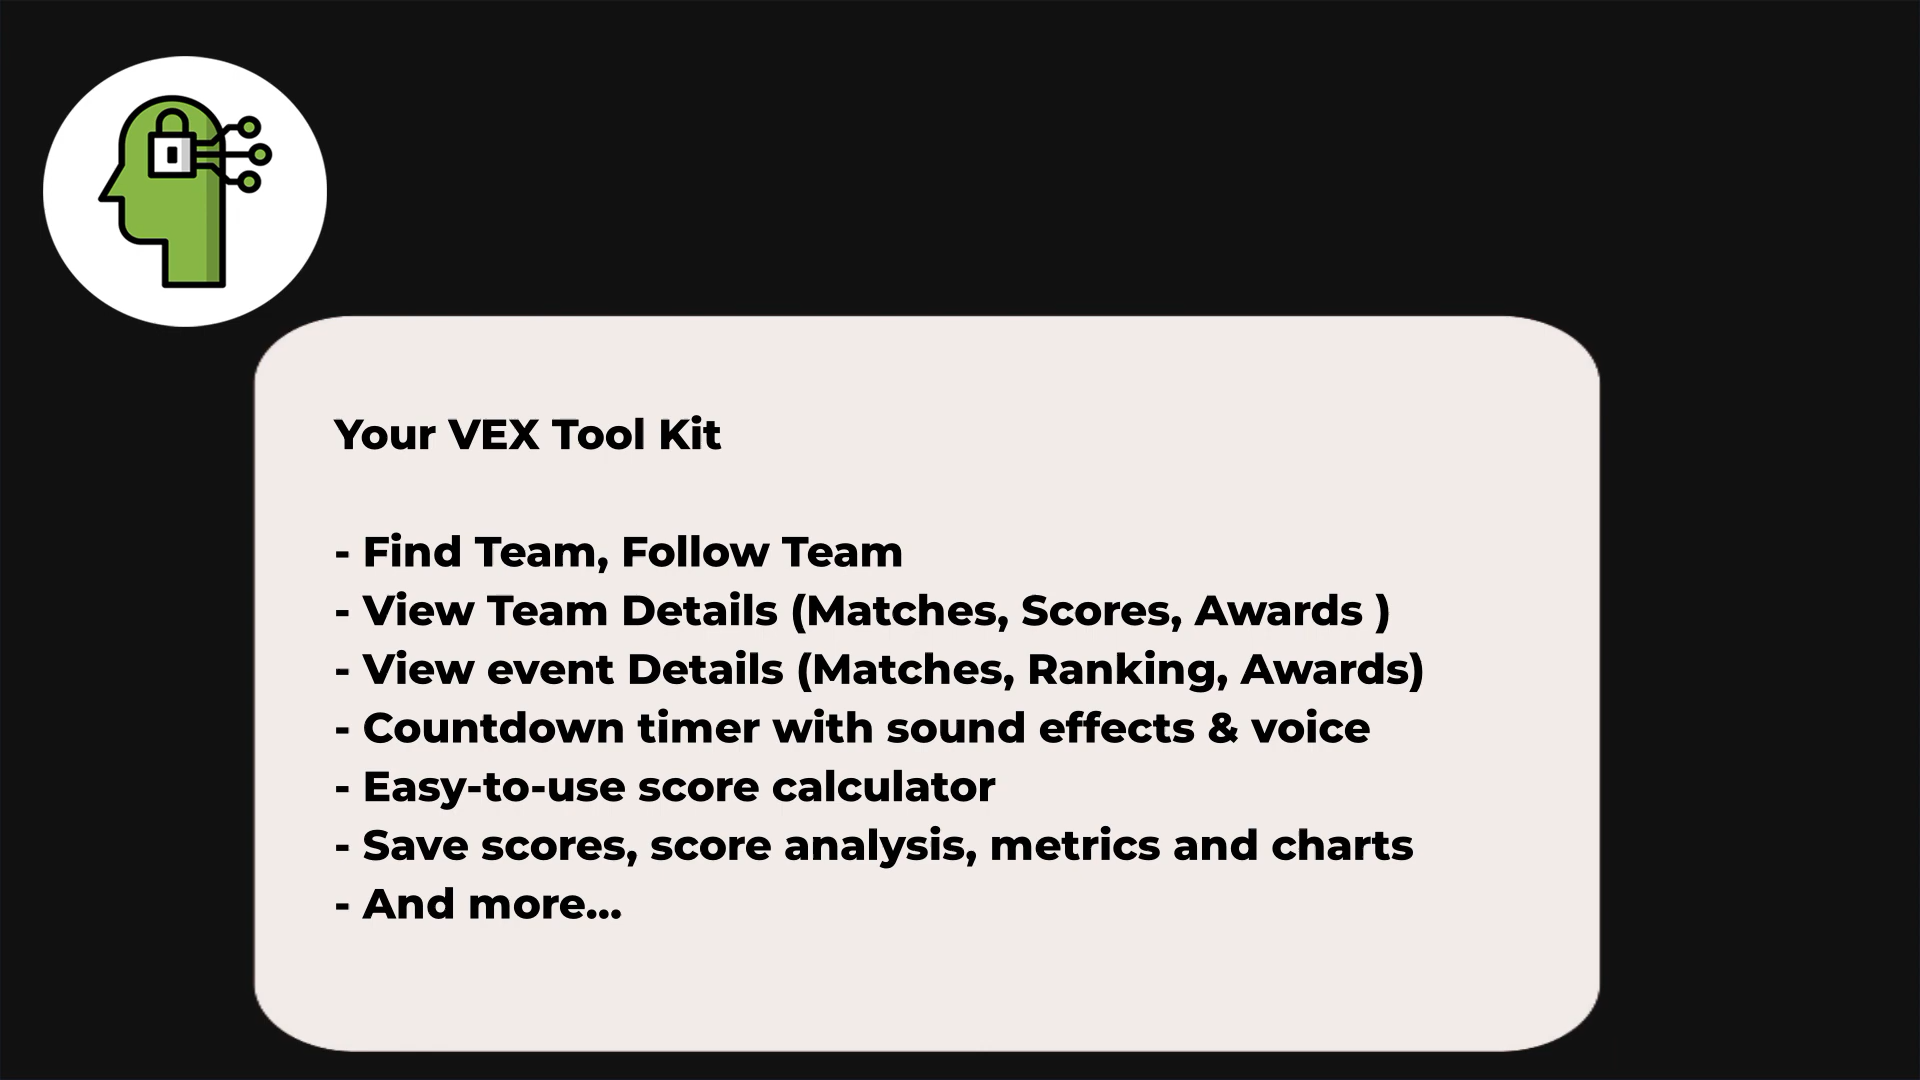 Your VEX Tool Kit
- Find Team, Follow Team
- View Team Details (Matches, Scores, Awards )
- View event Details (Matches, Ranking, Awards)
- Countdown timer with sound effects & voice
- Easy-to-use score calculator
- Save scores, score analysis, metrics and charts
- And more...